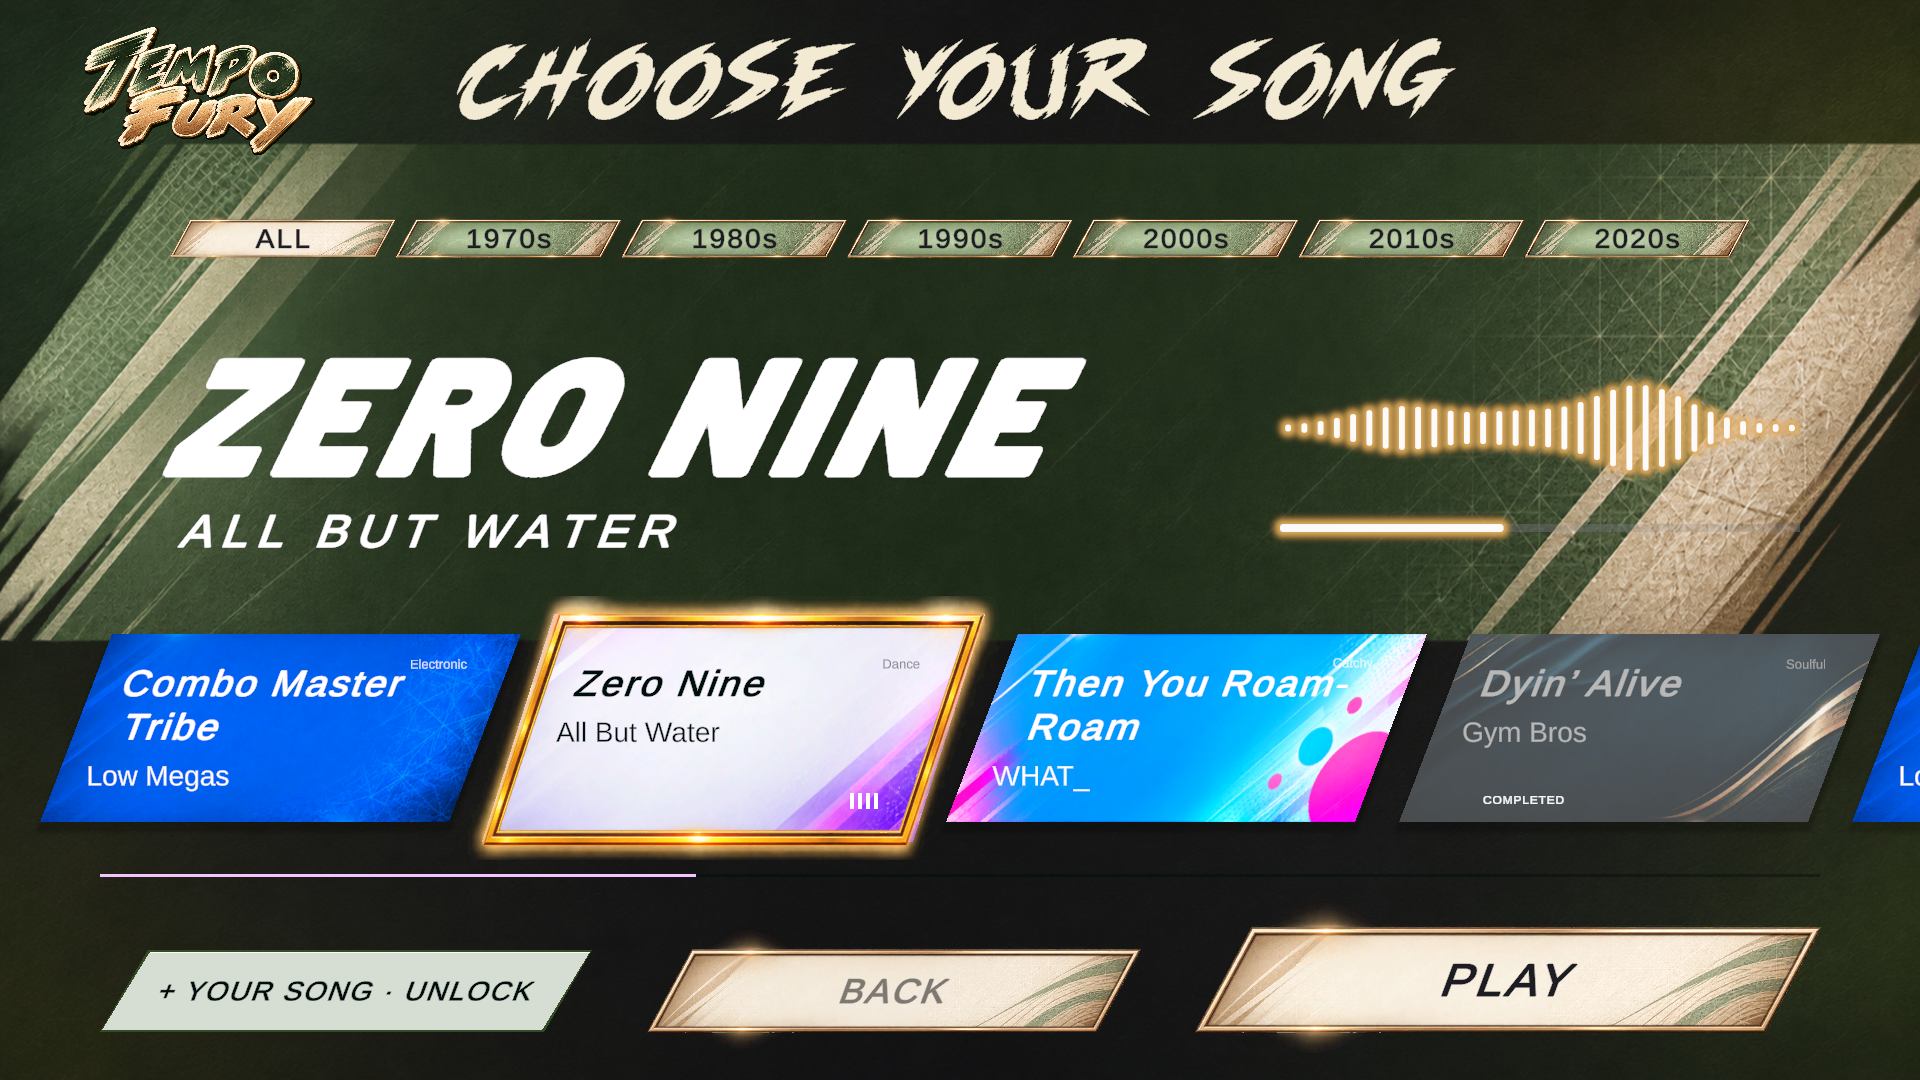 TEMPO
FURY
CHOOSE YOUR SONG
ALL
1970s
1980s
1990s
2000s
2010s
2020s
ZERO NINE
ALL BUT WATER
Electronic
Combo Master
Tribe
Low Megas
Dance
Zero Nine
All But Water
Catchy
Then You Roam-
Roam
WHAT_
Soulful
Dyin’ Alive
Gym Bros
COMPLETED
Lo
+ YOUR SONG · UNLOCK
BACK
PLAY